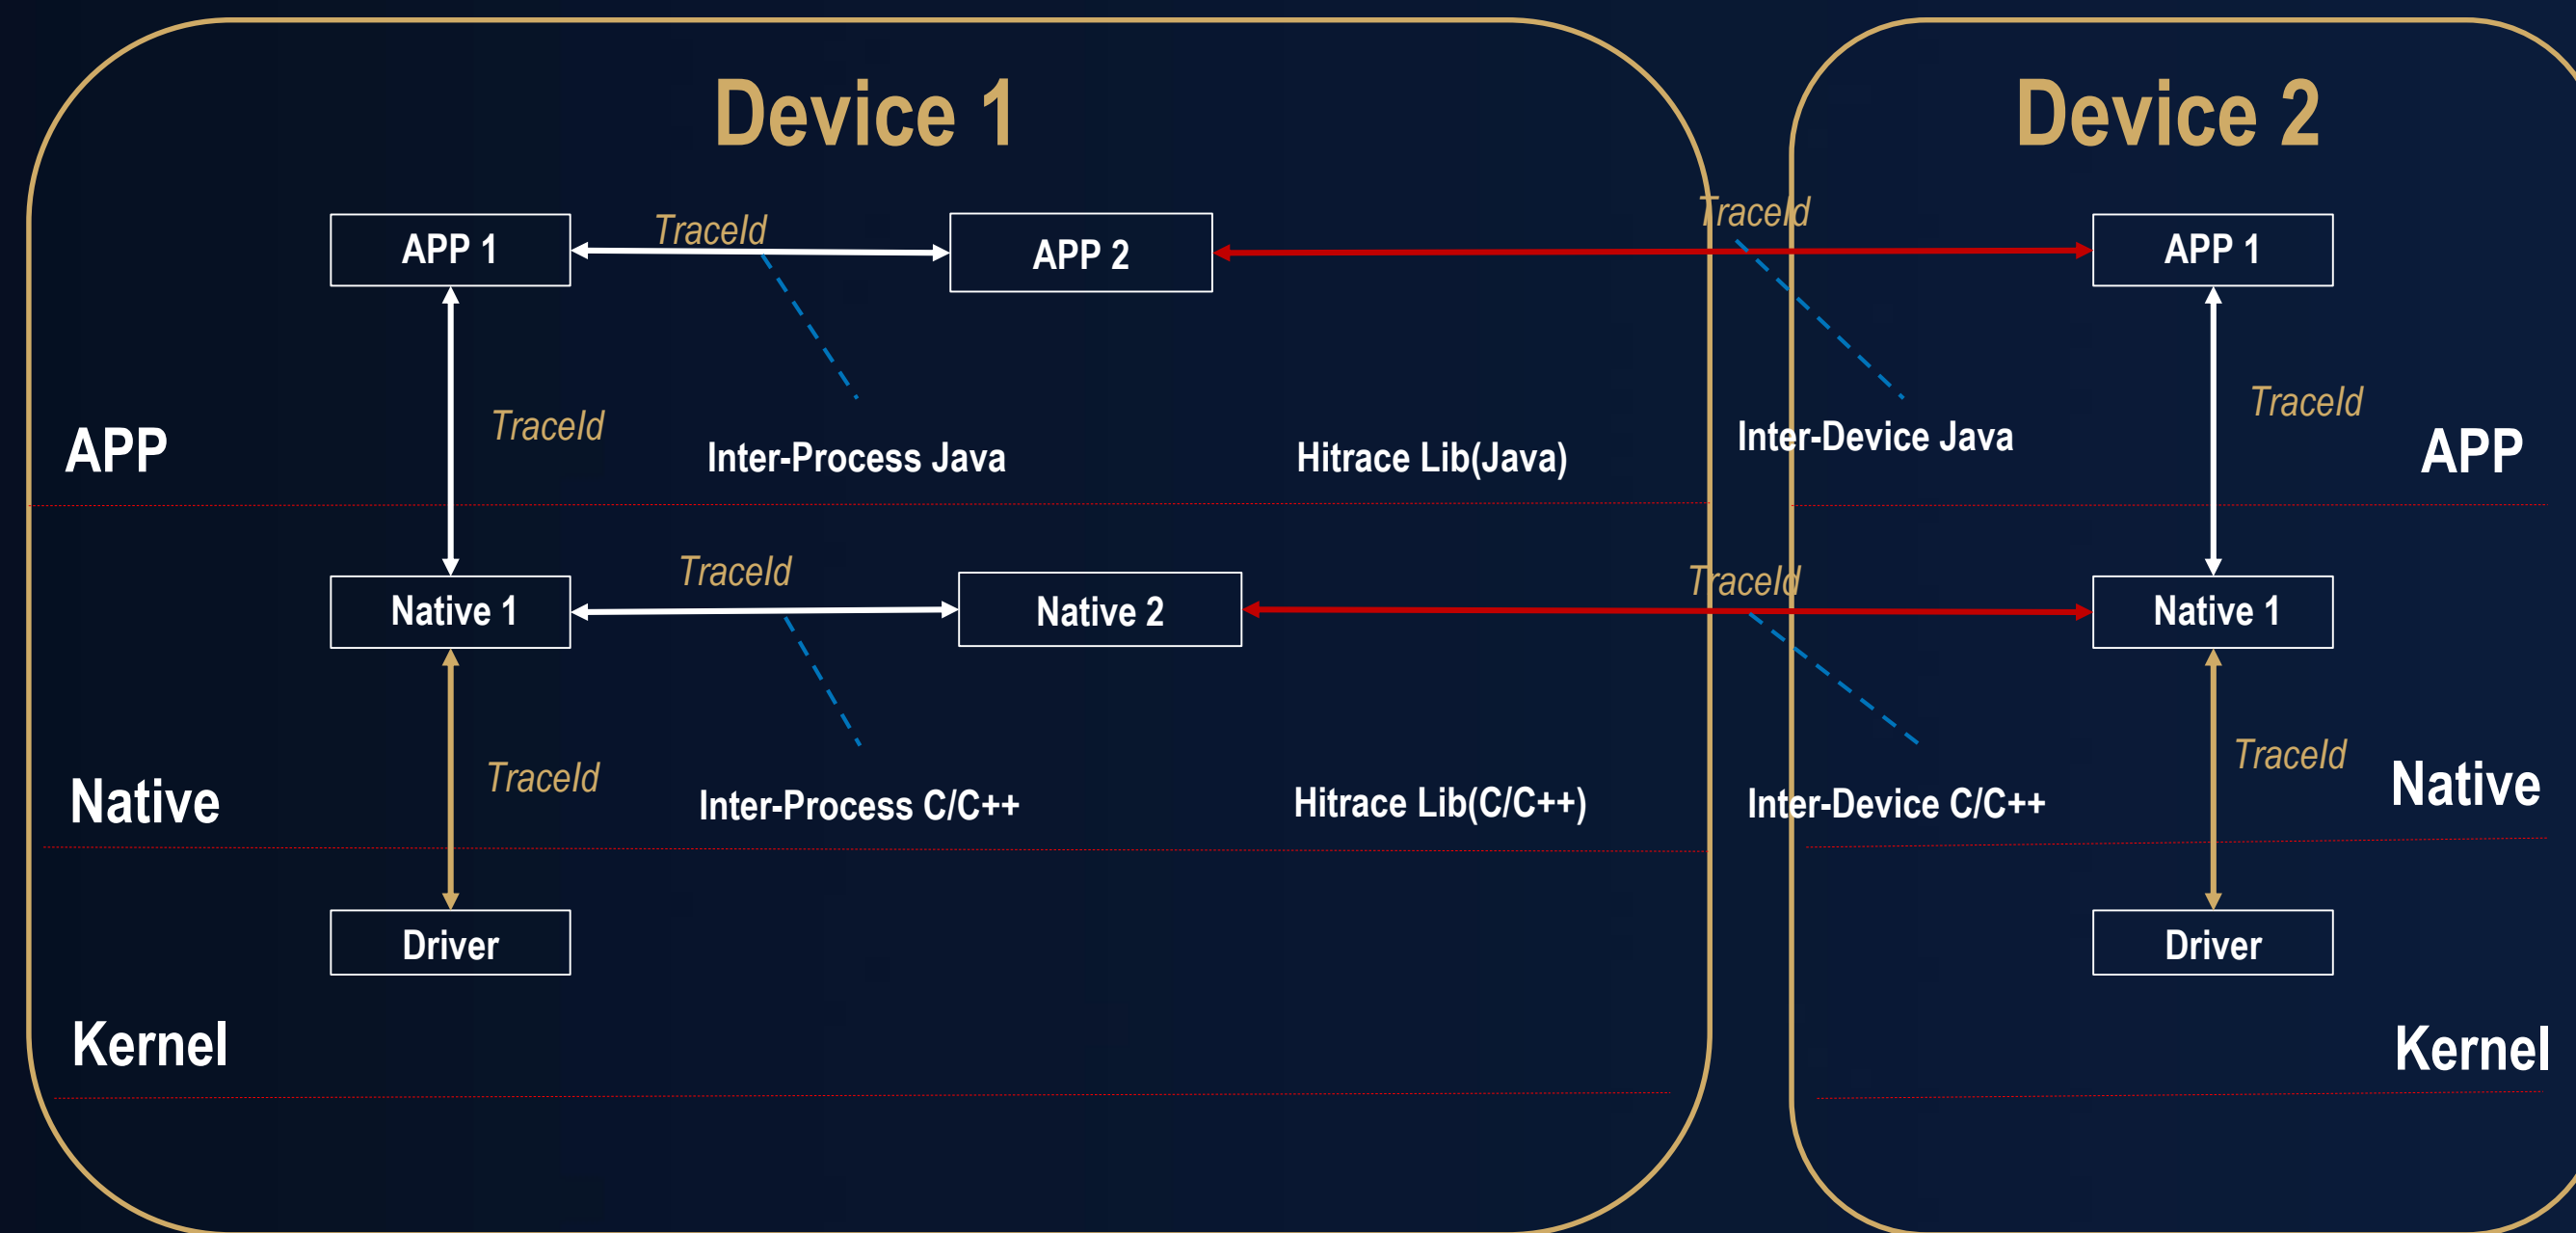 Device 1
Device 2
TraceId
TraceId
APP 1
APP 2
APP 1
TraceId
TraceId
APP
Inter-Process Java
Hitrace Lib(Java)
Inter-Device Java
APP
TraceId
TraceId
Native 1
Native 2
Native 1
TraceId
TraceId
Native
Inter-Process C/C++
Hitrace Lib(C/C++)
Inter-Device C/C++
Native
Driver
Driver
Kernel
Kernel